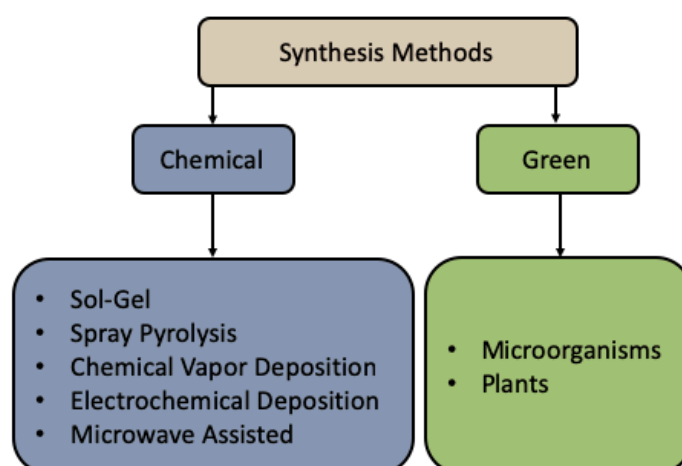 Synthesis Methods
Chemical
Green
• Sol-Gel
• Spray Pyrolysis
• Chemical Vapor Deposition
• Electrochemical Deposition
• Microwave Assisted
• Microorganisms
• Plants